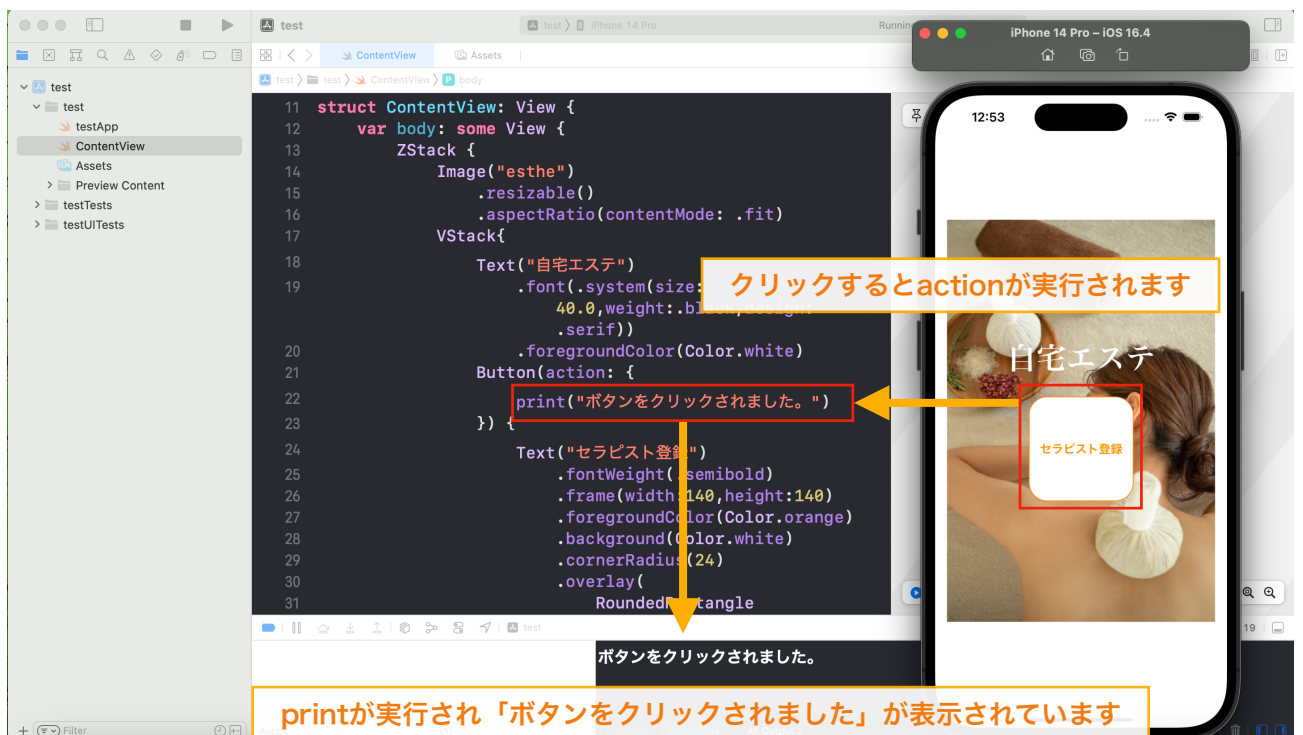 test
test 〉 iPhone 14 Pro
Running
iPhone 14 Pro – iOS 16.4
ContentView
Assets
test 〉 test 〉 ContentView 〉 body
test
test
testApp
ContentView
Assets
Preview Content
testTests
testUITests
11 struct ContentView: View {
12 var body: some View {
13 ZStack {
14 Image("esthe")
15 .resizable()
16 .aspectRatio(contentMode: .fit)
17 VStack{
18 Text("自宅エステ")
19 .font(.system(size:
40.0,weight:.black,design:
.serif))
20 .foregroundColor(Color.white)
21 Button(action: {
22 print("ボタンをクリックされました。")
23 }) {
24 Text("セラピスト登録")
25 .fontWeight(.semibold)
26 .frame(width:140,height:140)
27 .foregroundColor(Color.orange)
28 .background(Color.white)
29 .cornerRadius(24)
30 .overlay(
31 RoundedRectangle
12:53
クリックするとactionが実行されます
自宅エステ
セラピスト登録
test
19
ボタンをクリックされました。
printが実行され「ボタンをクリックされました」が表示されています
Filter